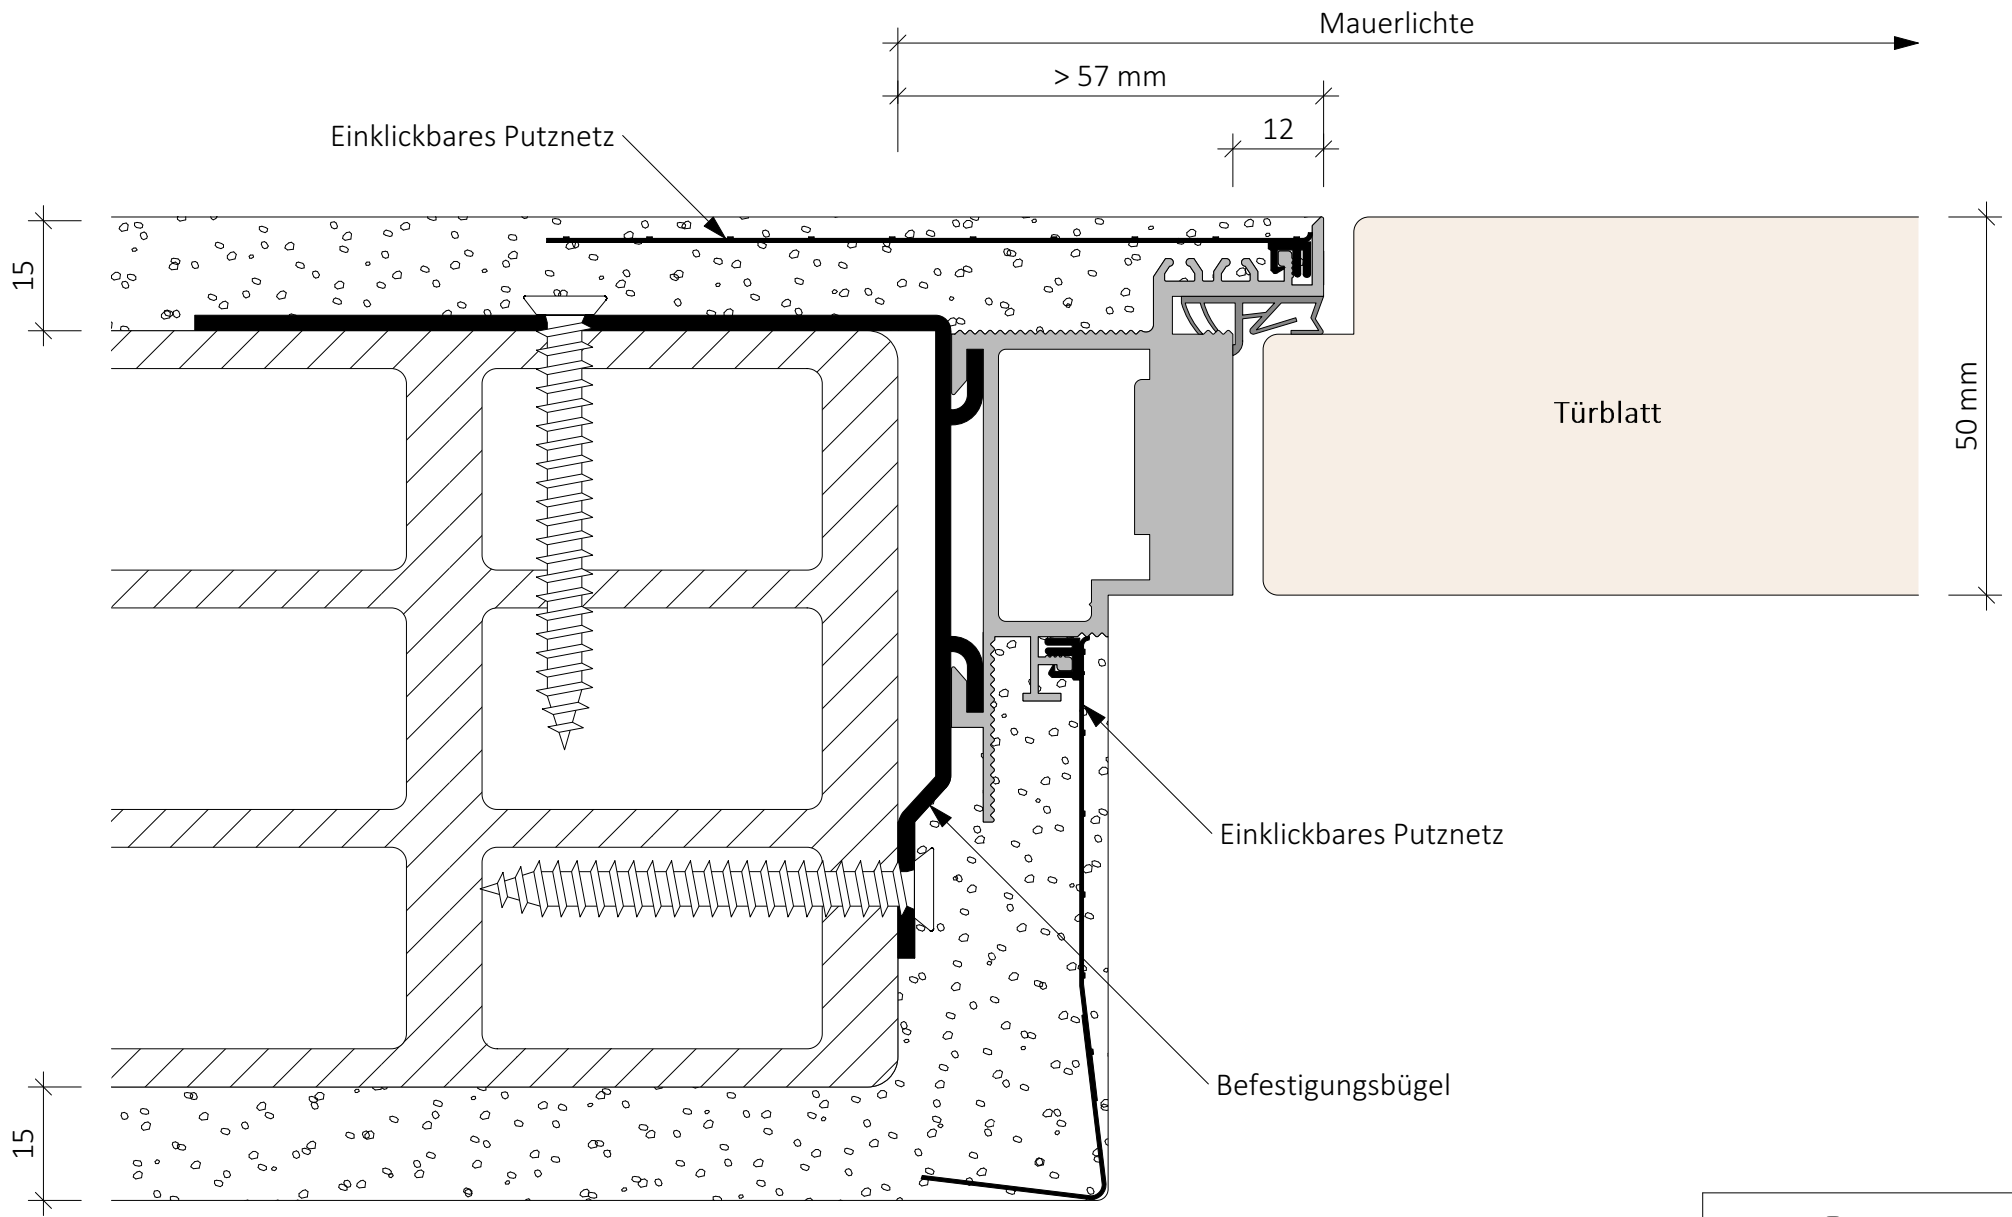 Mauerlichte
> 57 mm
Einklickbares Putznetz
12
15
50 mm
Türblatt
Einklickbares Putznetz
Befestigungsbügel
15